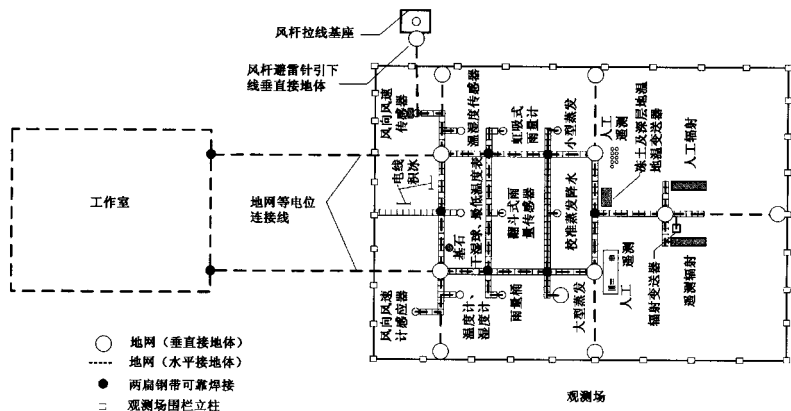 风杆拉线基座
风杆避雷针引下
线垂直接地体
工作室
地网等电位
连接线
风向风速
传感器
温湿度传感器
虹吸式
雨量计
小型蒸发
人工
遥测
冻土及深层地温
地温变送器
人工辐射
电线
积冰
干湿球、最低温度表
翻斗式雨
量传感器
校准蒸发降水
基石
风向风速
计感应器
温度计、
湿度计
雨量桶
大型蒸发
人工
遥测
辐射变送器
遥测辐射
地网（垂直接地体）
地网（水平接地体）
两扁钢带可靠焊接
观测场围栏立柱
观测场